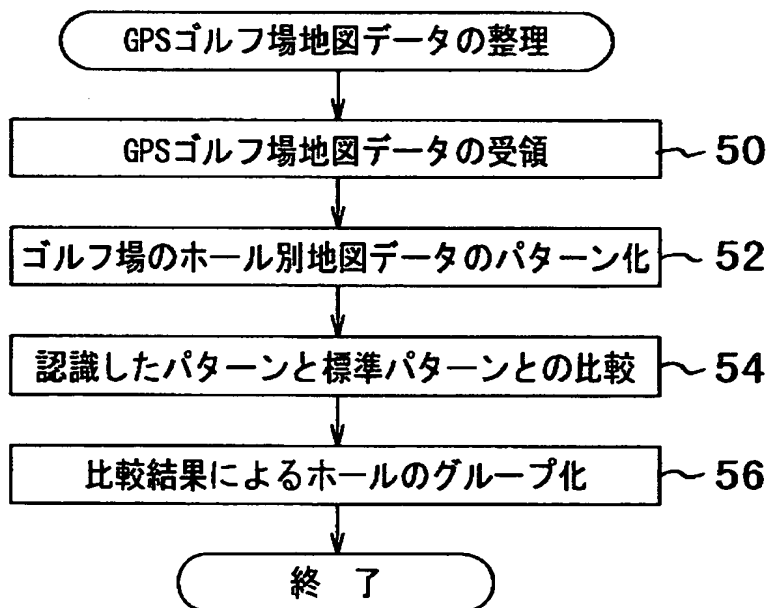 GPSゴルフ場地図データの整理
GPSゴルフ場地図データの受領 50
ゴルフ場のホール別地図データのパターン化 52
認識したパターンと標準パターンとの比較 54
比較結果によるホールのグループ化 56
終 了